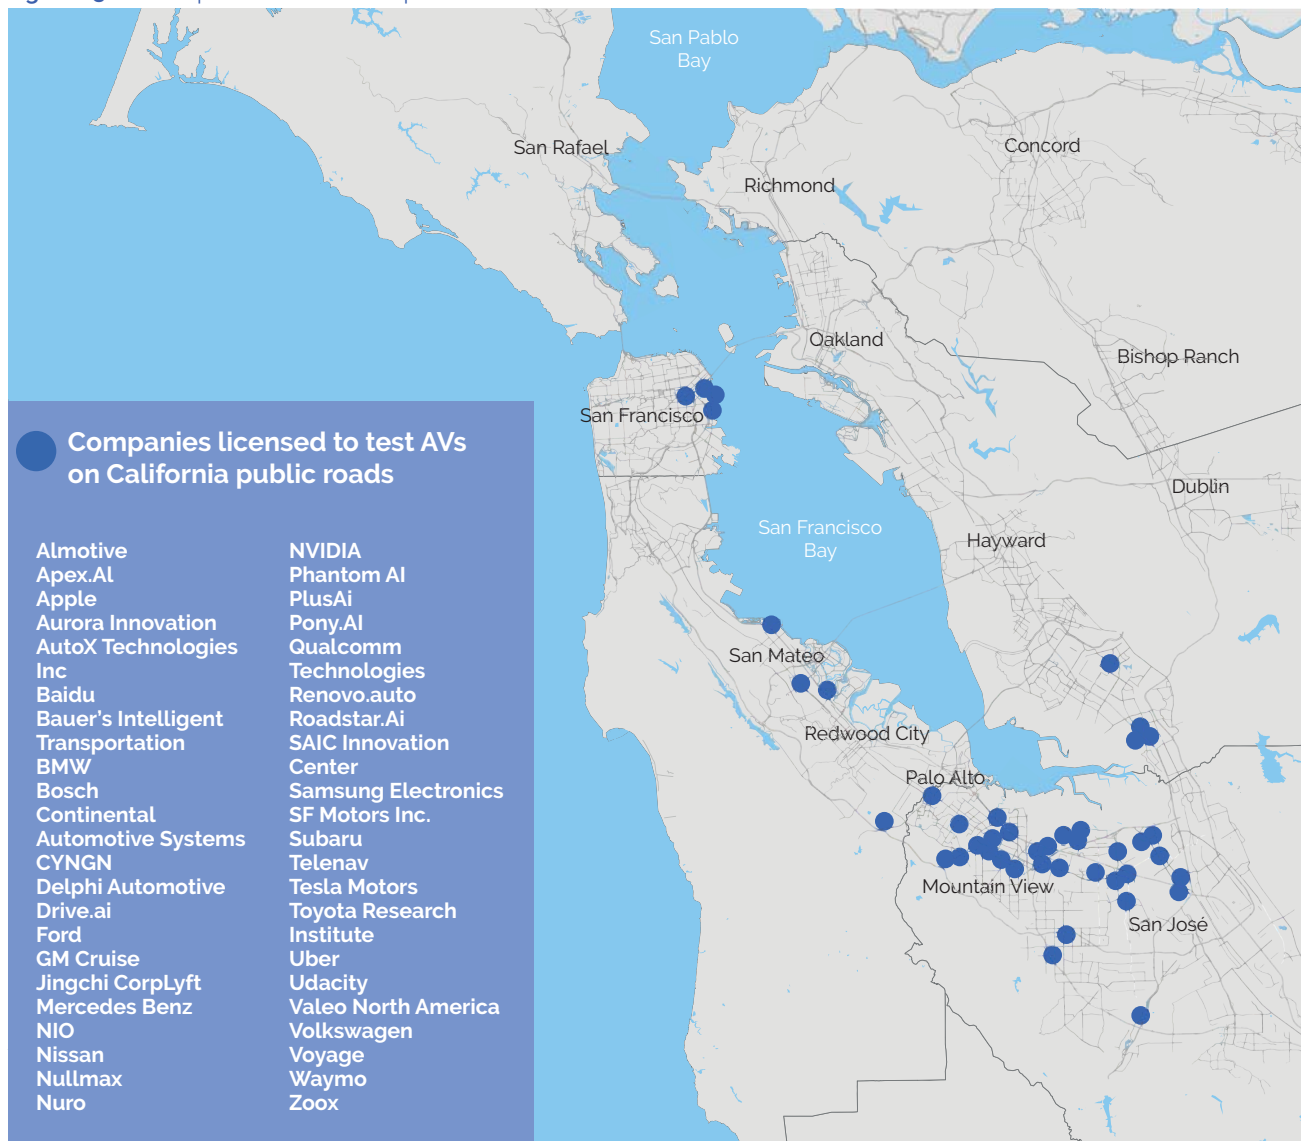 San Pablo
Bay
San Rafael
Concord
Richmond
Oakland
Bishop Ranch
San Francisco
Dublin
San Francisco
Bay
Hayward
San Mateo
Redwood City
Palo Alto
Mountain View
San José
Companies licensed to test AVs
on California public roads
Almotive
Apex.Al
Apple
Aurora Innovation
AutoX Technologies
Inc
Baidu
Bauer's Intelligent
Transportation
BMW
Bosch
Continental
Automotive Systems
CYNGN
Delphi Automotive
Drive.ai
Ford
GM Cruise
Jingchi CorpLyft
Mercedes Benz
NIO
Nissan
Nullmax
Nuro
NVIDIA
Phantom AI
PlusAi
Pony.AI
Qualcomm
Technologies
Renovo.auto
Roadstar.Ai
SAIC Innovation
Center
Samsung Electronics
SF Motors Inc.
Subaru
Telenav
Tesla Motors
Toyota Research
Institute
Uber
Udacity
Valeo North America
Volkswagen
Voyage
Waymo
Zoox